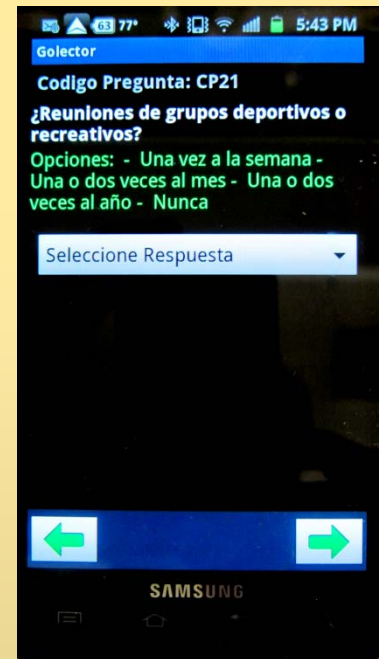 63 77° 5:43 PM
Golector
Codigo Pregunta: CP21
¿Reuniones de grupos deportivos o
recreativos?
Opciones: - Una vez a la semana -
Una o dos veces al mes - Una o dos
veces al año - Nunca
Seleccione Respuesta
SAMSUNG